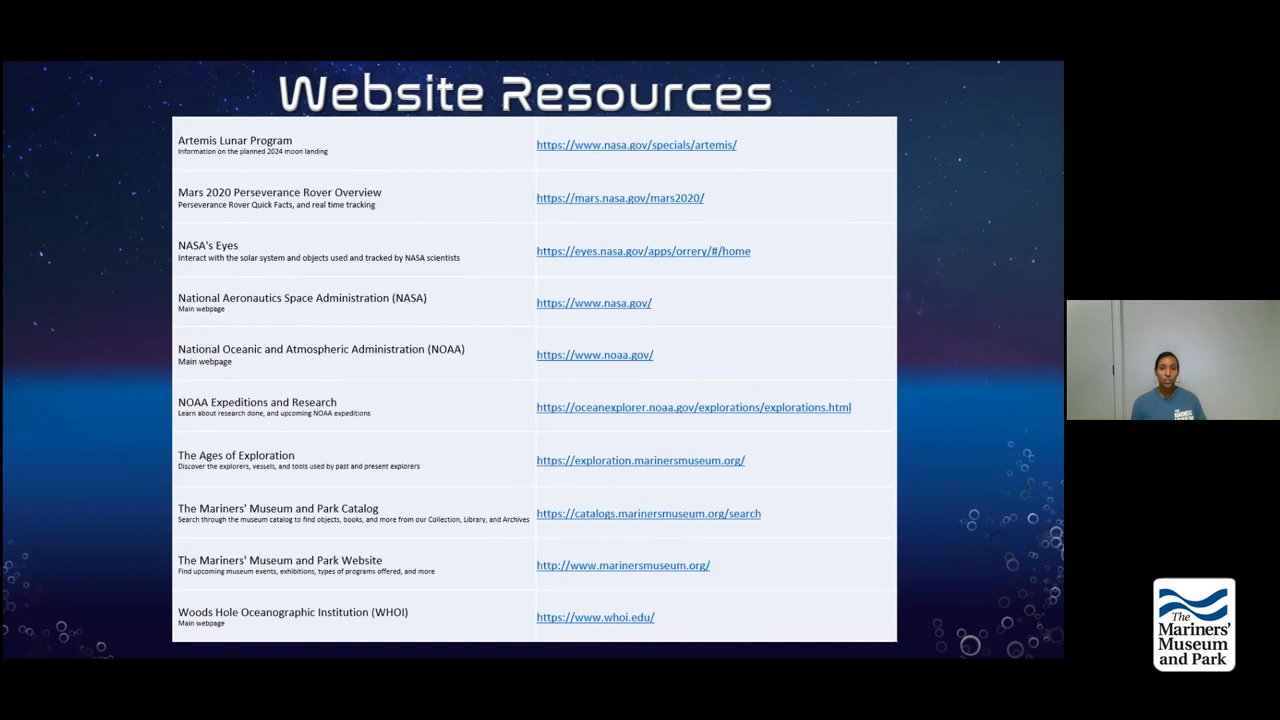 Website Resources
Artemis Lunar Program
Information on the planned 2024 moon landing
https://www.nasa.gov/specials/artemis/
Mars 2020 Perseverance Rover Overview
Perseverance Rover Quick Facts, and real time tracking
https://mars.nasa.gov/mars2020/
NASA's Eyes
Interact with the solar system and objects used and tracked by NASA scientists
https://eyes.nasa.gov/apps/orrery/#/home
National Aeronautics Space Administration (NASA)
Main webpage
https://www.nasa.gov/
National Oceanic and Atmospheric Administration (NOAA)
Main webpage
https://www.noaa.gov/
NOAA Expeditions and Research
Learn about research done, and upcoming NOAA expeditions
https://oceanexplorer.noaa.gov/explorations/explorations.html
The Ages of Exploration
Discover the explorers, vessels, and tools used by past and present explorers
https://exploration.marinersmuseum.org/
The Mariners' Museum and Park Catalog
Search through the museum catalog to find objects, books, and more from our Collection, Library, and Archives
https://catalogs.marinersmuseum.org/search
The Mariners' Museum and Park Website
Find upcoming museum events, exhibitions, types of programs offered, and more
http://www.marinersmuseum.org/
Woods Hole Oceanographic Institution (WHOI)
Main webpage
https://www.whoi.edu/
The
Mariners'
Museum
and Park